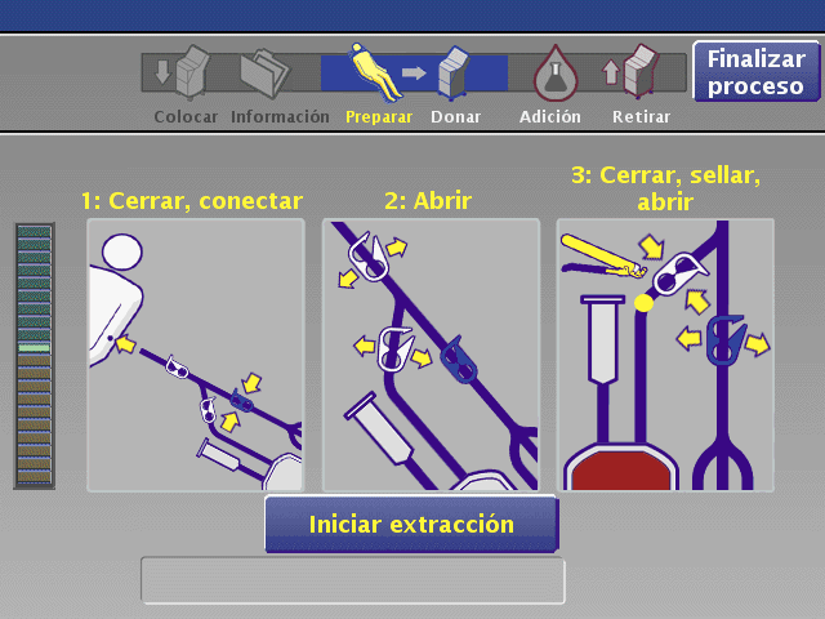 Finalizar
proceso
Colocar Información Preparar Donar Adición Retirar
1: Cerrar, conectar
2: Abrir
3: Cerrar, sellar,
abrir
Iniciar extracción